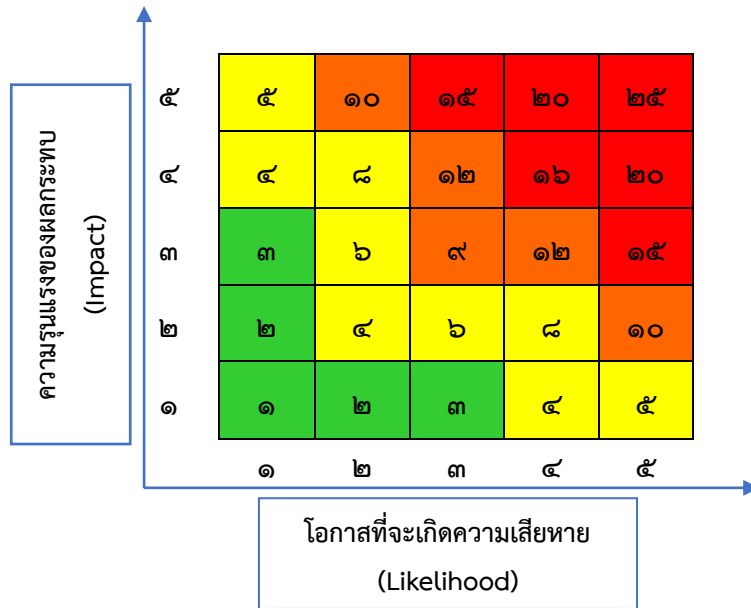 ความรุนแรงของผลกระทบ
(Impact)
๕ ๕ ๑๐ ๑๕ ๒๐ ๒๕
๔ ๔ ๘ ๑๒ ๑๖ ๒๐
๓ ๓ ๖ ๙ ๑๒ ๑๕
๒ ๒ ๔ ๖ ๘ ๑๐
๑ ๑ ๒ ๓ ๔ ๕
๑ ๒ ๓ ๔ ๕
โอกาสที่จะเกิดความเสียหาย
(Likelihood)